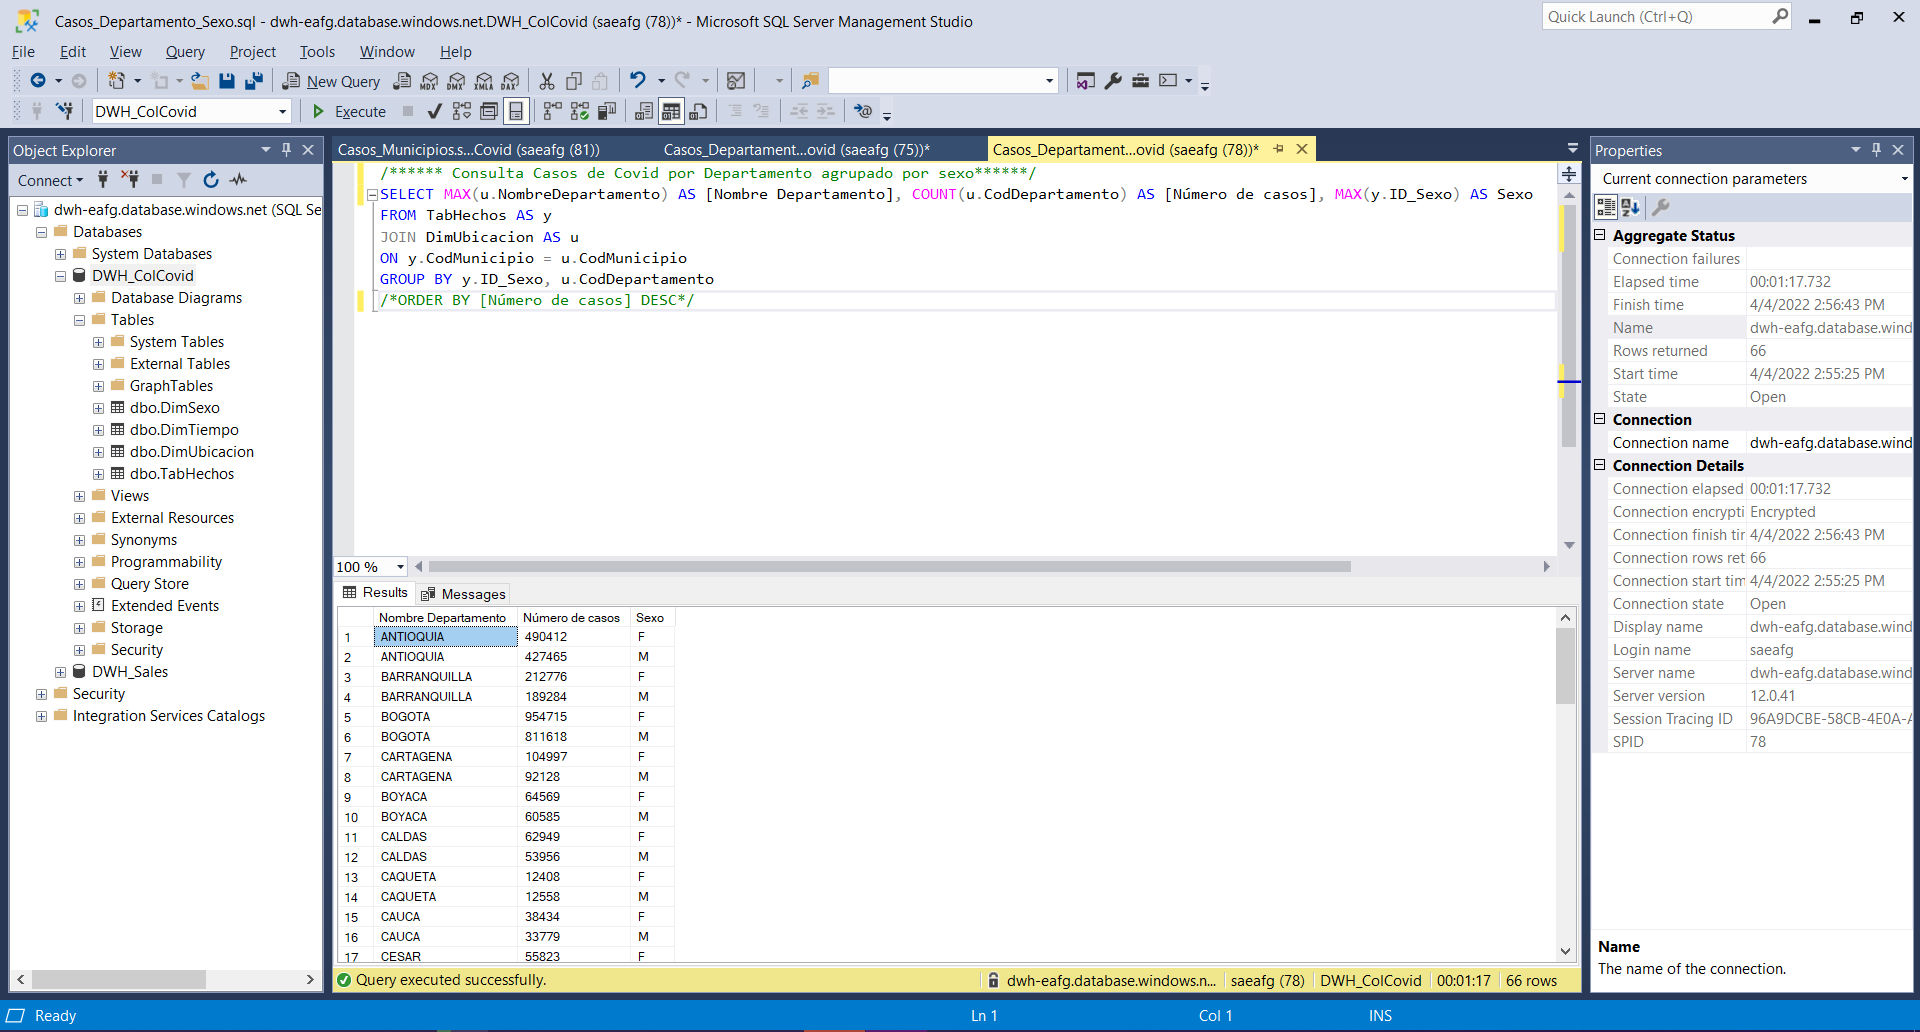 Casos_Departamento_Sexo.sql - dwh-eafg.database.windows.net.DWH_ColCovid (saeafg (78))* - Microsoft SQL Server Management Studio
Quick Launch (Ctrl+Q)
File Edit View Query Project Tools Window Help
New Query MDX DMX XMLA DAX
DWH_ColCovid Execute
Object Explorer
Connect
dwh-eafg.database.windows.net (SQL Se
Databases
System Databases
DWH_ColCovid
Database Diagrams
Tables
System Tables
External Tables
GraphTables
dbo.DimSexo
dbo.DimTiempo
dbo.DimUbicacion
dbo.TabHechos
Views
External Resources
Synonyms
Programmability
Query Store
Extended Events
Storage
Security
DWH_Sales
Security
Integration Services Catalogs
Casos_Municipios.s...Covid (saeafg (81)) Casos_Departament...ovid (saeafg (75))* Casos_Departament...ovid (saeafg (78))*
/****** Consulta Casos de Covid por Departamento agrupado por sexo******/
SELECT MAX(u.NombreDepartamento) AS [Nombre Departamento], COUNT(u.CodDepartamento) AS [Número de casos], MAX(y.ID_Sexo) AS Sexo
FROM TabHechos AS y
JOIN DimUbicacion AS u
ON y.CodMunicipio = u.CodMunicipio
GROUP BY y.ID_Sexo, u.CodDepartamento
/*ORDER BY [Número de casos] DESC*/
100 %
Results Messages
Nombre Departamento Número de casos Sexo
1 ANTIOQUIA 490412 F
2 ANTIOQUIA 427465 M
3 BARRANQUILLA 212776 F
4 BARRANQUILLA 189284 M
5 BOGOTA 954715 F
6 BOGOTA 811618 M
7 CARTAGENA 104997 F
8 CARTAGENA 92128 M
9 BOYACA 64569 F
10 BOYACA 60585 M
11 CALDAS 62949 F
12 CALDAS 53956 M
13 CAQUETA 12408 F
14 CAQUETA 12558 M
15 CAUCA 38434 F
16 CAUCA 33779 M
17 CESAR 55823 F
Query executed successfully. dwh-eafg.database.windows.n... saeafg (78) DWH_ColCovid 00:01:17 66 rows
Properties
Current connection parameters
Aggregate Status
Connection failures
Elapsed time 00:01:17.732
Finish time 4/4/2022 2:56:43 PM
Name dwh-eafg.database.wind
Rows returned 66
Start time 4/4/2022 2:55:25 PM
State Open
Connection
Connection name dwh-eafg.database.wind
Connection Details
Connection elapsed 00:01:17.732
Connection encrypti Encrypted
Connection finish tir 4/4/2022 2:56:43 PM
Connection rows ret 66
Connection start tim 4/4/2022 2:55:25 PM
Connection state Open
Display name dwh-eafg.database.wind
Login name saeafg
Server name dwh-eafg.database.wind
Server version 12.0.41
Session Tracing ID 96A9DCBE-58CB-4E0A-A
SPID 78
Name
The name of the connection.
Ready Ln 1 Col 1 INS